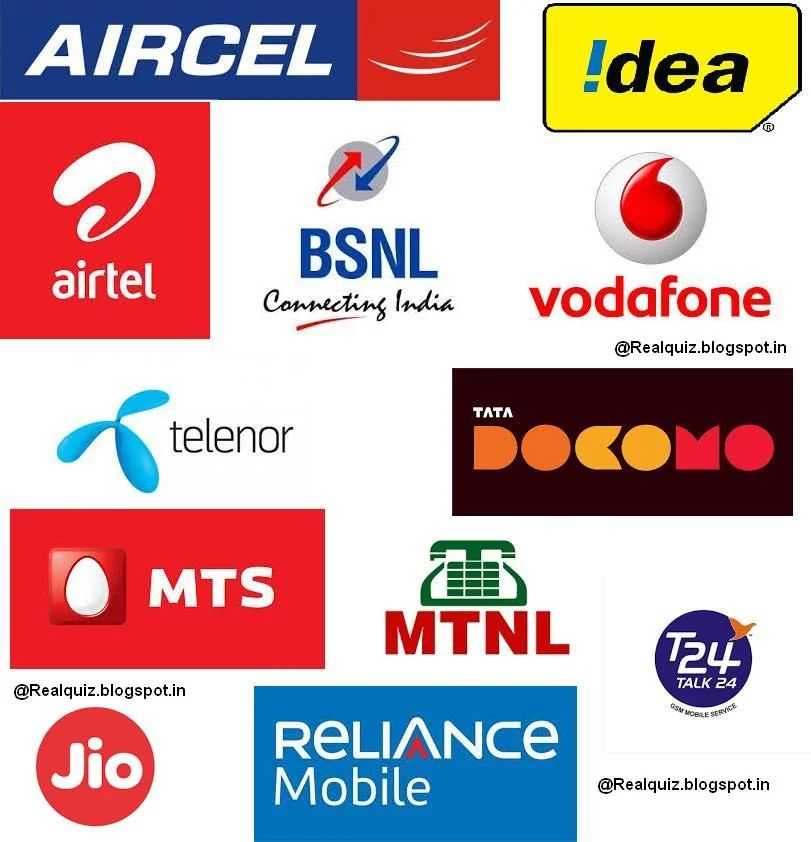 AIRCEL
!dea
®
airtel
BSNL
Connecting India
vodafone
@Realquiz.blogspot.in
telenor
TATA
DOCOMO
MTS
MTNL
T24
TALK 24
GSM MOBILE SERVICE
@Realquiz.blogspot.in
Jio
RELIANCE
Mobile
@Realquiz.blogspot.in